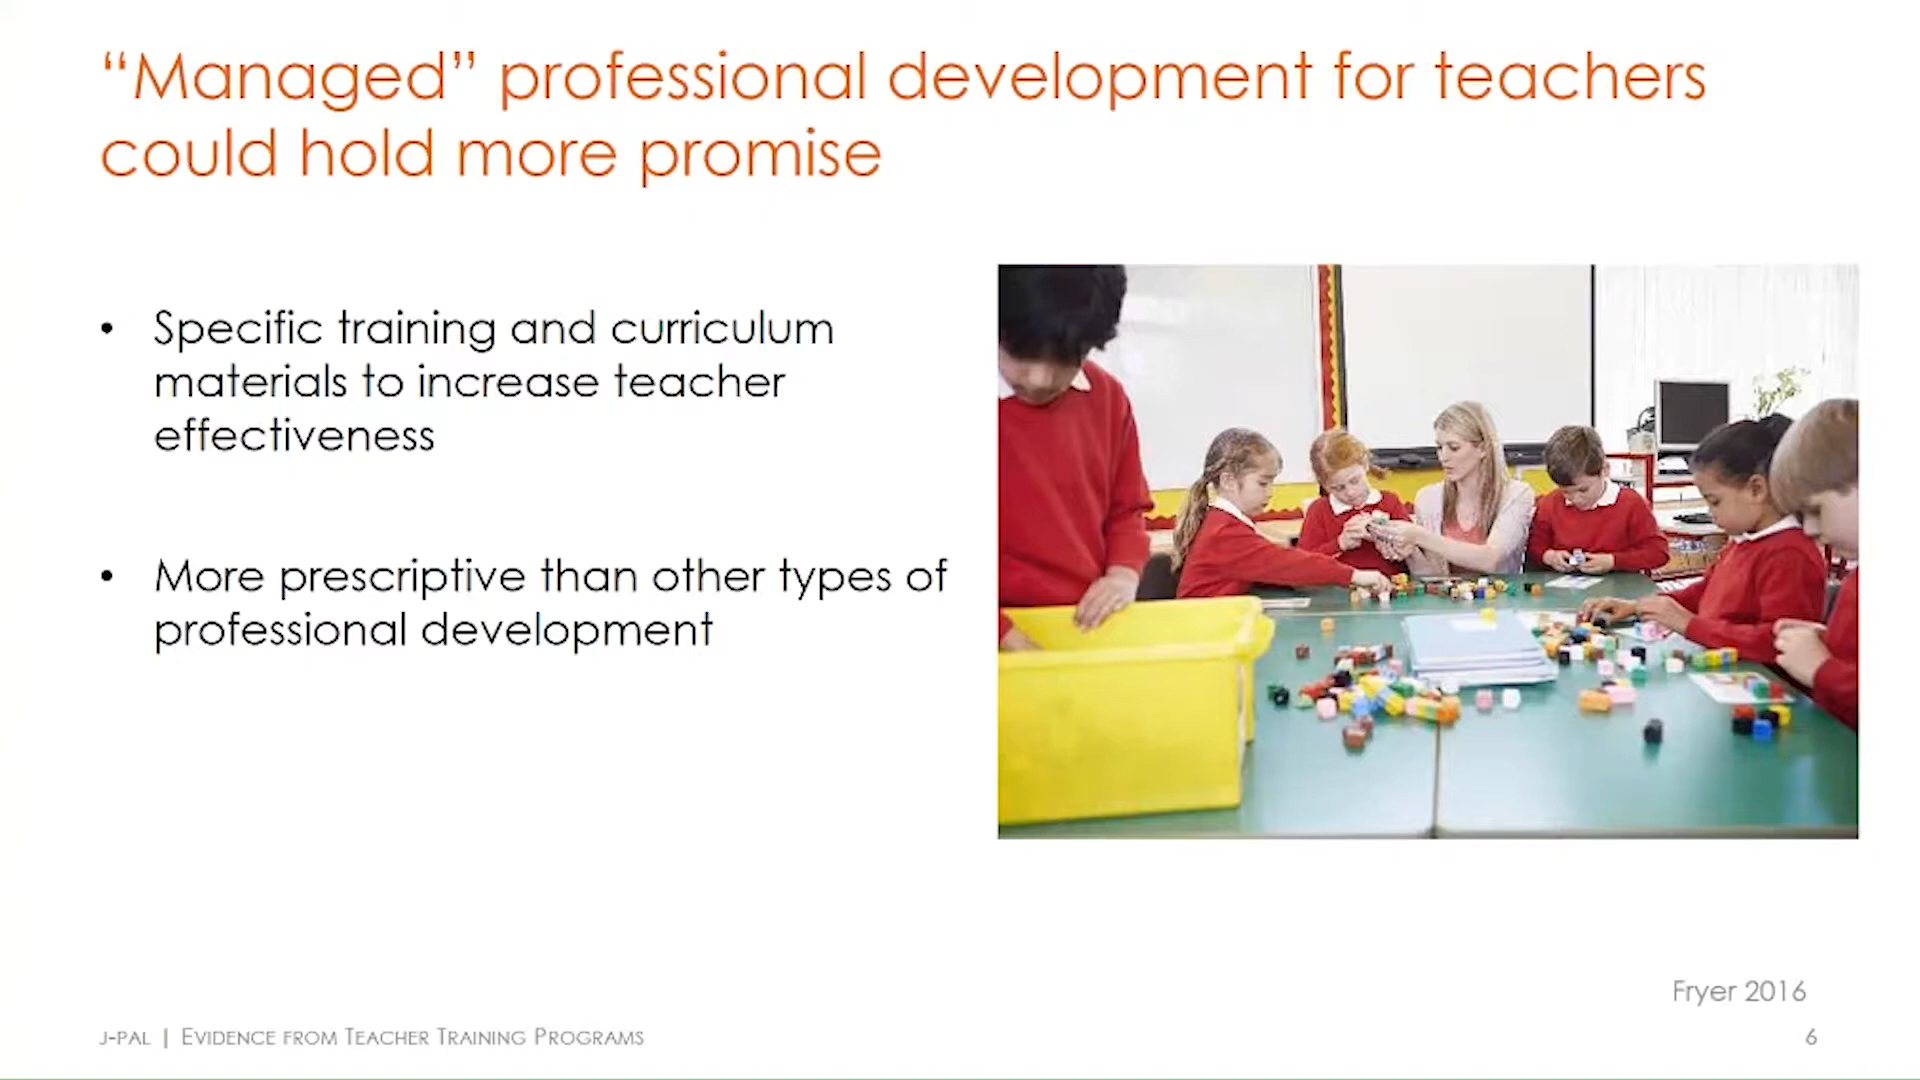 “Managed” professional development for teachers
could hold more promise
• Specific training and curriculum
materials to increase teacher
effectiveness
• More prescriptive than other types of
professional development
Fryer 2016
J-PAL | EVIDENCE FROM TEACHER TRAINING PROGRAMS
6